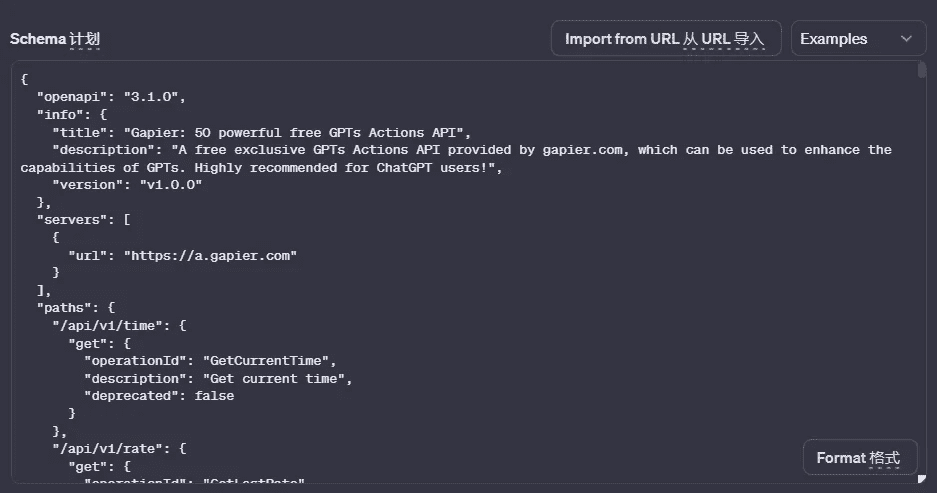 Schema 计划
Import from URL 从 URL 导入
Examples
{
  "openapi": "3.1.0",
  "info": {
    "title": "Gapier: 50 powerful free GPTs Actions API",
    "description": "A free exclusive GPTs Actions API provided by gapier.com, which can be used to enhance the
capabilities of GPTs. Highly recommended for ChatGPT users!",
    "version": "v1.0.0"
  },
  "servers": [
    {
      "url": "https://a.gapier.com"
    }
  ],
  "paths": {
    "/api/v1/time": {
      "get": {
        "operationId": "GetCurrentTime",
        "description": "Get current time",
        "deprecated": false
      }
    },
    "/api/v1/rate": {
      "get": {
        "operationId": "GetLastRate"
Format 格式